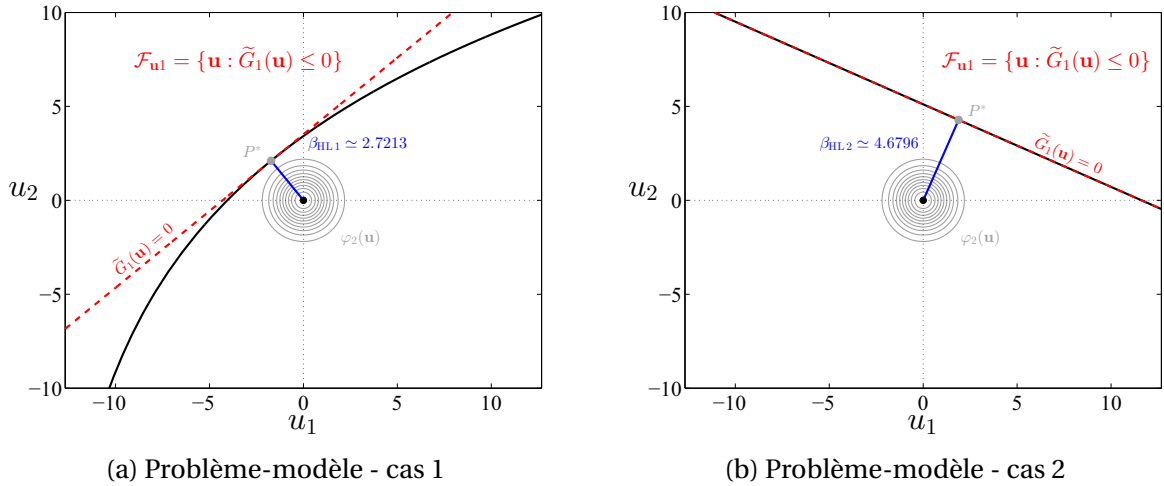 10
5
0
−5
−10
u₂
−10
−5
0
5
10
u₁
𝓕ᵤ₁ = {𝐮 : G̃₁(𝐮) ≤ 0}
P*
β_HL 1 ≃ 2.7213
G̃₁(𝐮) = 0
φ₂(𝐮)
(a) Problème-modèle - cas 1
10
5
0
−5
−10
u₂
−10
−5
0
5
10
u₁
𝓕ᵤ₁ = {𝐮 : G̃₁(𝐮) ≤ 0}
P*
β_HL 2 ≃ 4.6796
G̃₁(𝐮) = 0
φ₂(𝐮)
(b) Problème-modèle - cas 2